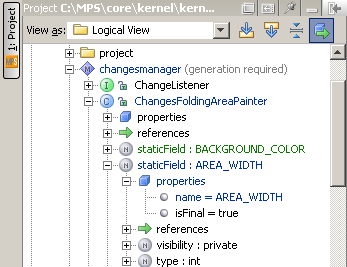 Project C:\MPS\core\kernel\kern
1: Project
MPS
View as: Logical View
project
changesmanager (generation required)
I ChangeListener
C ChangesFoldingAreaPainter
properties
references
N staticField : BACKGROUND_COLOR
N staticField : AREA_WIDTH
properties
name = AREA_WIDTH
isFinal = true
references
N visibility : private
N type : int